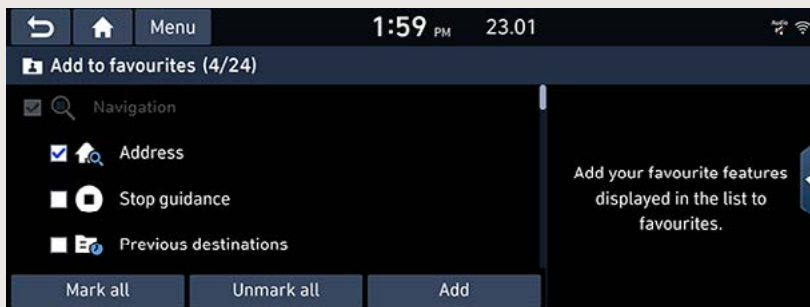 Menu 1:59 PM 23.01 Audio
Add to favourites (4/24)
Navigation
Address
Stop guidance
Previous destinations
Add your favourite features
displayed in the list to
favourites.
Mark all Unmark all Add